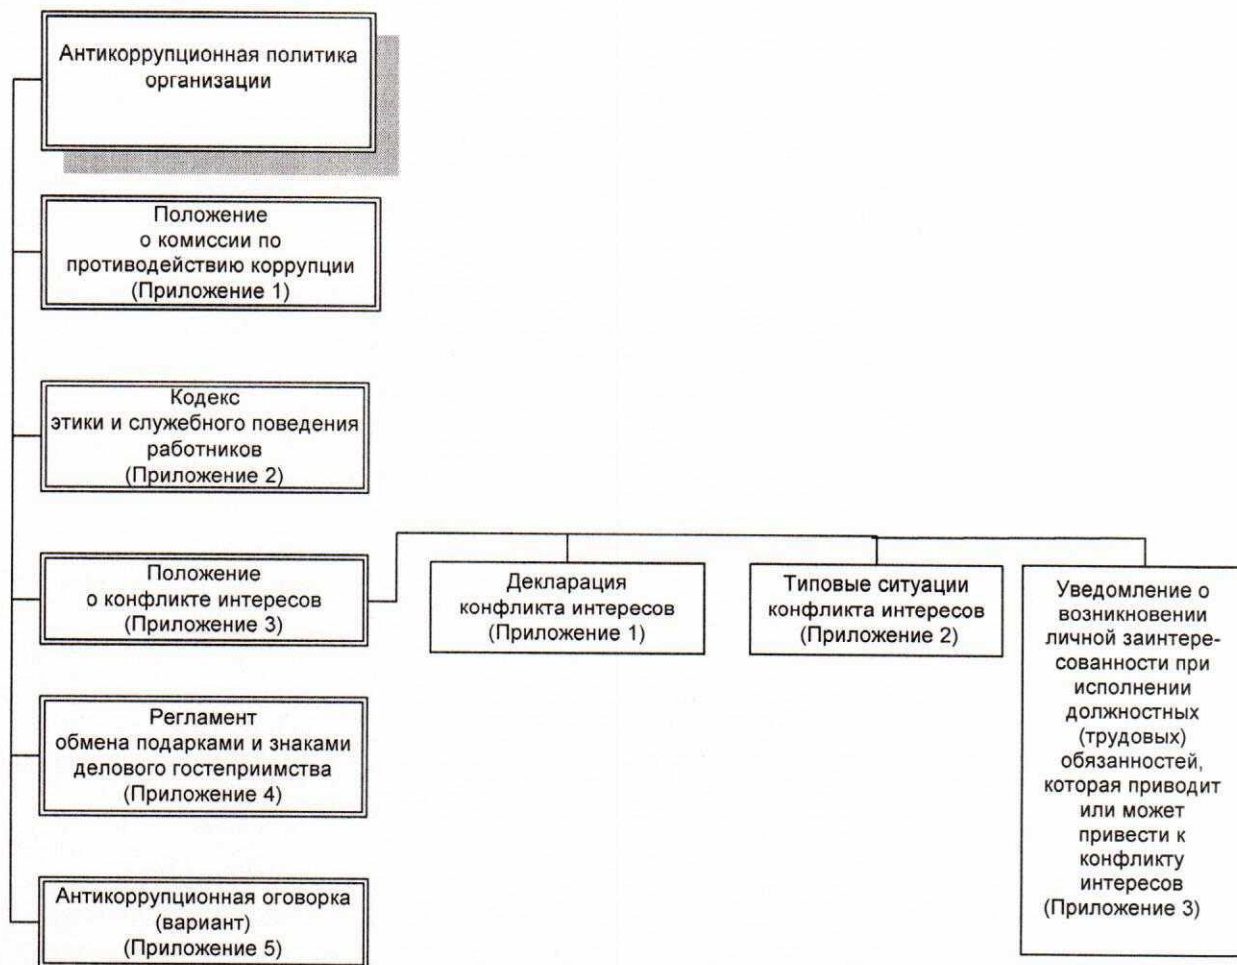 Антикоррупционная политика
организации
Положение
о комиссии по
противодействию коррупции
(Приложение 1)
Кодекс
этики и служебного поведения
работников
(Приложение 2)
Положение
о конфликте интересов
(Приложение 3)
Декларация
конфликта интересов
(Приложение 1)
Типовые ситуации
конфликта интересов
(Приложение 2)
Уведомление о
возникновении
личной заинтере-
сованности при
исполнении
должностных
(трудовых)
обязанностей,
которая приводит
или может
привести к
конфликту
интересов
(Приложение 3)
Регламент
обмена подарками и знаками
делового гостеприимства
(Приложение 4)
Антикоррупционная оговорка
(вариант)
(Приложение 5)